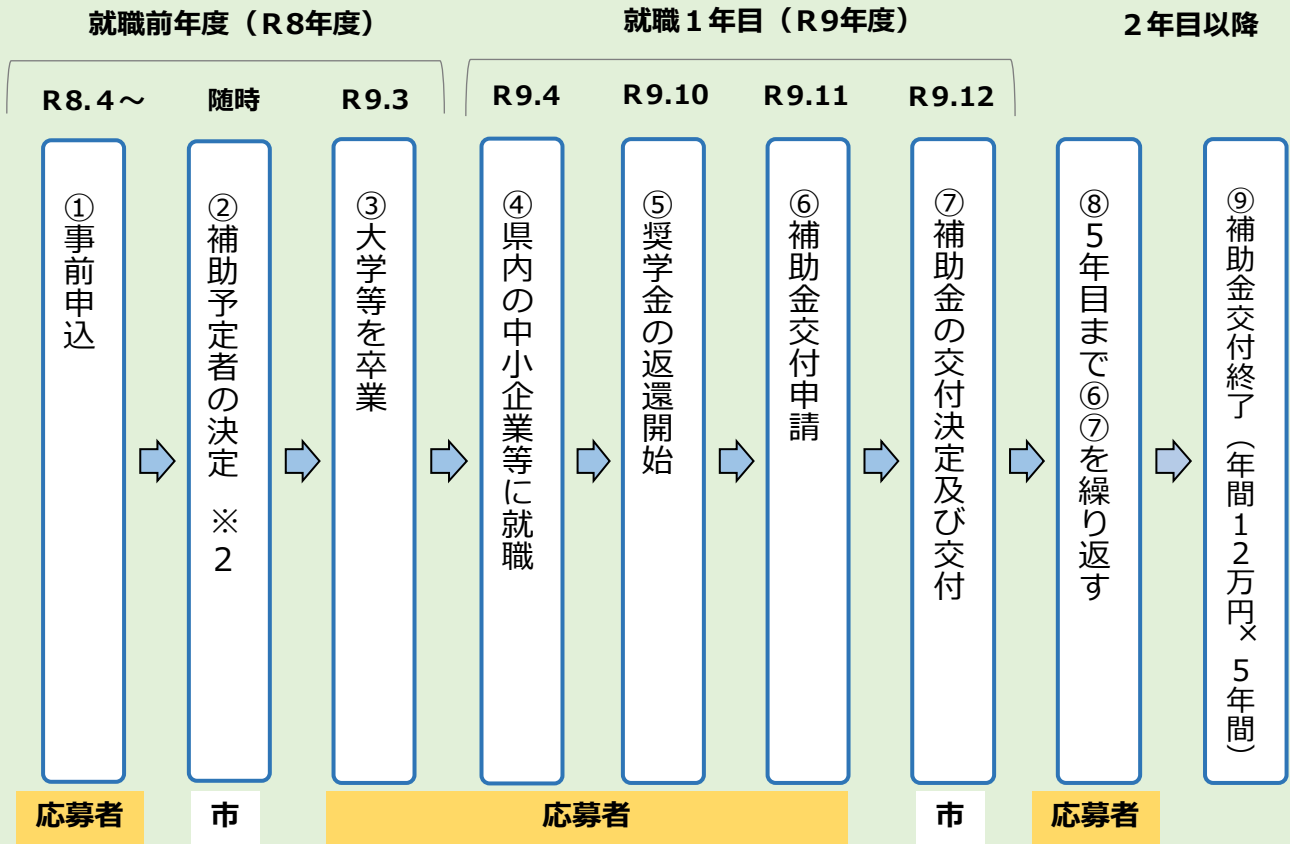 就職前年度（R8年度）
就職１年目（R9年度）
２年目以降
R8.4～
随時
R9.3
R9.4
R9.10
R9.11
R9.12
①事前申込
②補助予定者の決定　※2
③大学等を卒業
④県内の中小企業等に就職
⑤奨学金の返還開始
⑥補助金交付申請
⑦補助金の交付決定及び交付
⑧5年目まで⑥⑦を繰り返す
⑨補助金交付終了（年間12万円×5年間）
応募者
市
応募者
市
応募者